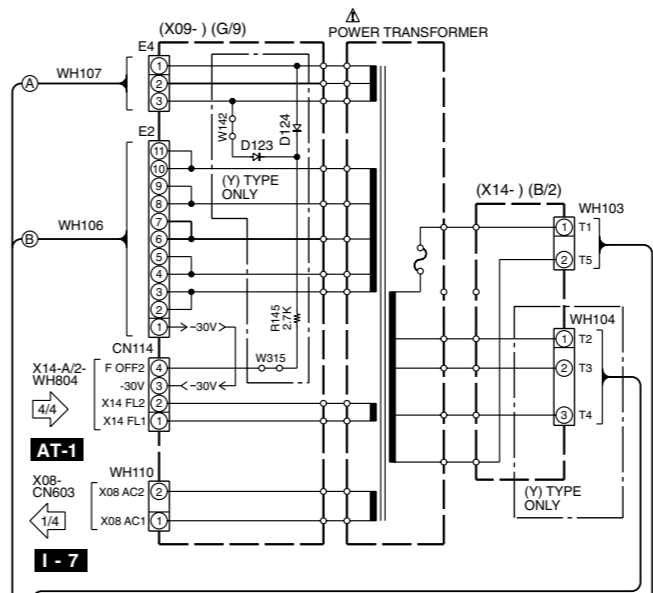 (X09- ) (G/9)
⚠
POWER TRANSFORMER
E4
1
2
3
A
WH107
W142
D123
D124
E2
11
10
9
8
7
6
5
4
3
2
1
(Y) TYPE
ONLY
B
WH106
–30V
R145
2.7K
CN114
X14-A/2-
WH804
4/4
AT-1
F OFF2
4
-30V
3
–30V
X14 FL2
2
X14 FL1
1
W315
WH110
X08-
CN603
1/4
I - 7
X08 AC2
2
X08 AC1
1
(X14- ) (B/2)
WH103
1
T1
2
T5
WH104
1
T2
2
T3
3
T4
(Y) TYPE
ONLY